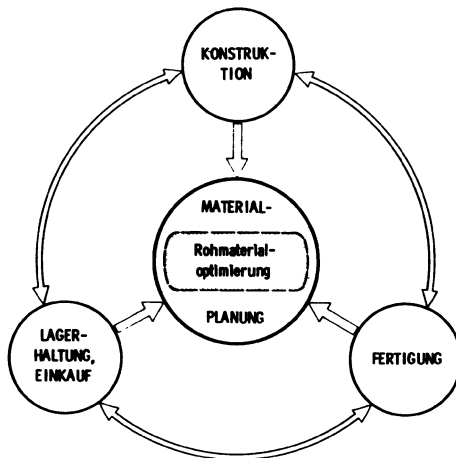 KONSTRUK-
TION
MATERIAL-
Rohmaterial-
optimierung
PLANUNG
LAGER-
HALTUNG,
EINKAUF
FERTIGUNG